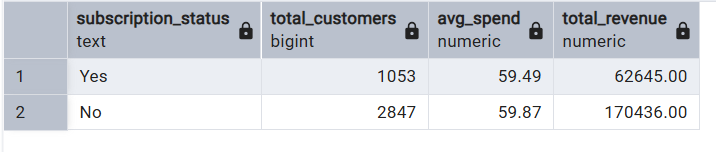 subscription_status total_customers avg_spend total_revenue
text bigint numeric numeric
1 Yes 1053 59.49 62645.00
2 No 2847 59.87 170436.00